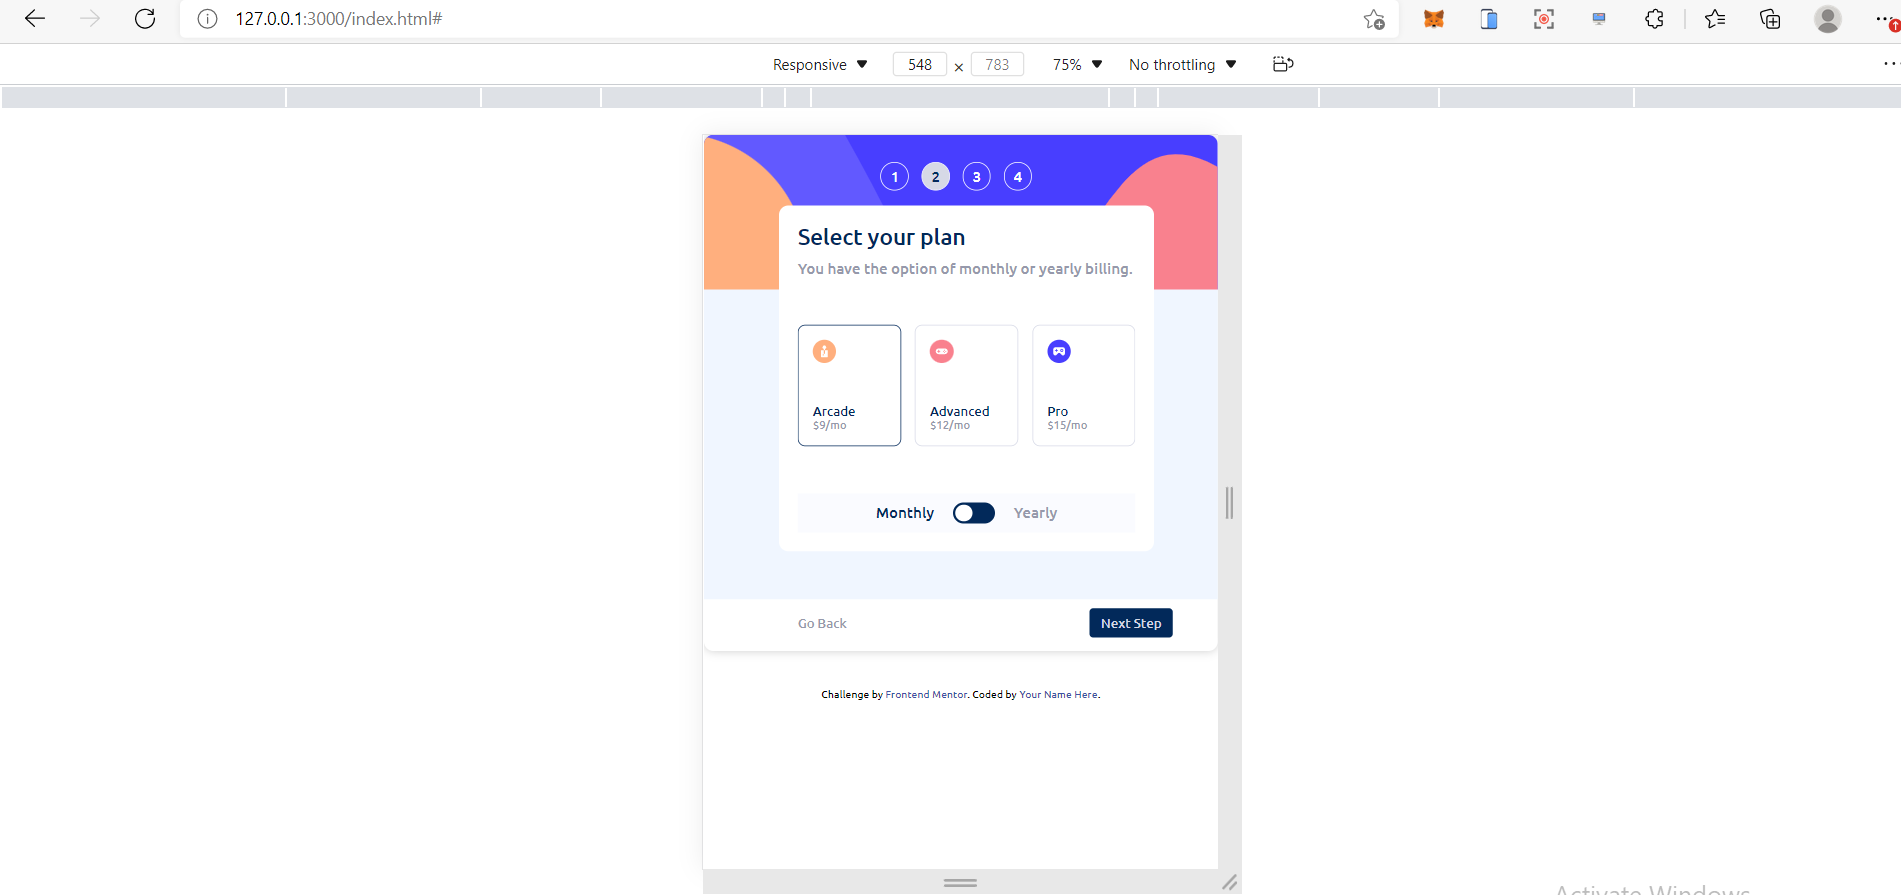 127.0.0.1:3000/index.html#
Responsive 548 × 783 75% No throttling
1 2 3 4
Select your plan
You have the option of monthly or yearly billing.
Arcade
$9/mo
Advanced
$12/mo
Pro
$15/mo
Monthly Yearly
Go Back Next Step
Challenge by Frontend Mentor. Coded by Your Name Here.
Activate Windows